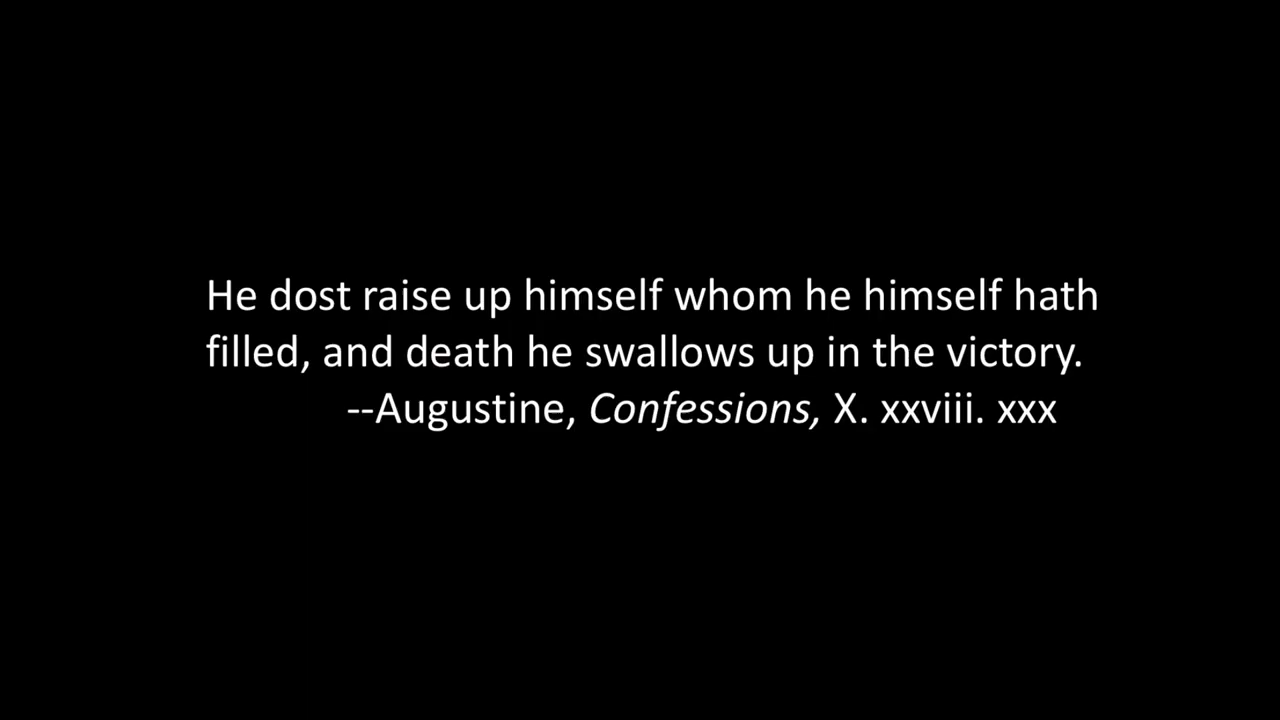 He dost raise up himself whom he himself hath
filled, and death he swallows up in the victory.
--Augustine, Confessions, X. xxviii. xxx